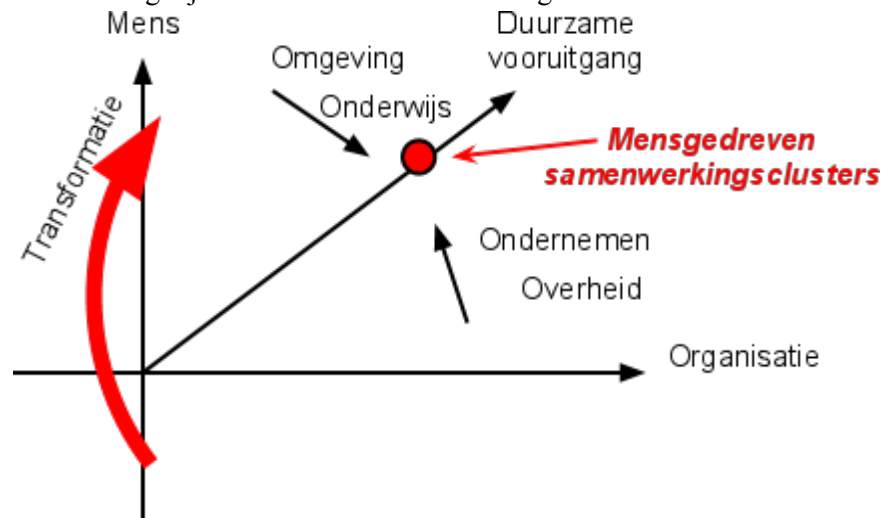 Mens
Duurzame
vooruitgang
Omgeving
Onderwijs
Transformatie
Mensgedreven
samenwerkingsclusters
Ondernemen
Overheid
Organisatie